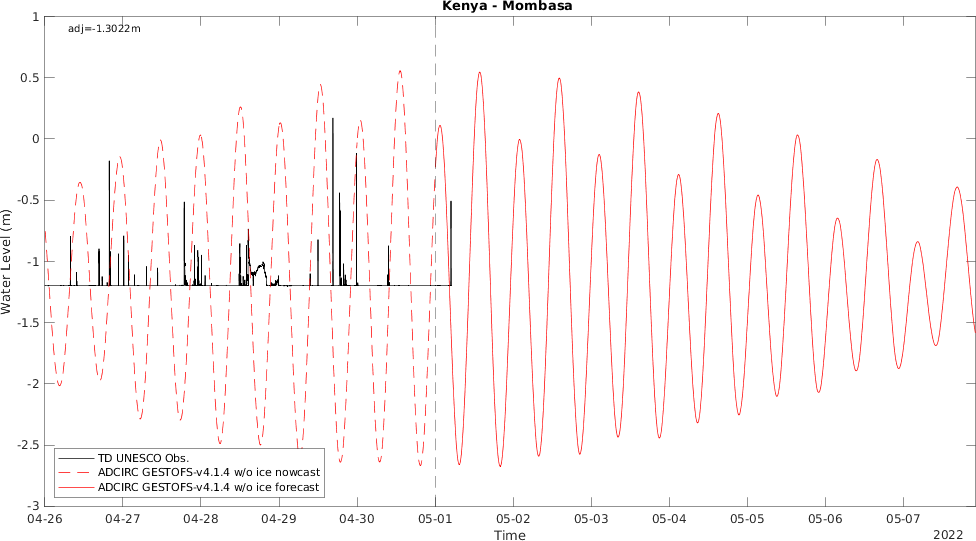 Kenya - Mombasa
adj=-1.3022m
1
0.5
0
-0.5
-1
-1.5
-2
-2.5
-3
Water Level (m)
TD UNESCO Obs.
ADCIRC GESTOFS-v4.1.4 w/o ice nowcast
ADCIRC GESTOFS-v4.1.4 w/o ice forecast
04-26 04-27 04-28 04-29 04-30 05-01 05-02 05-03 05-04 05-05 05-06 05-07
Time
2022